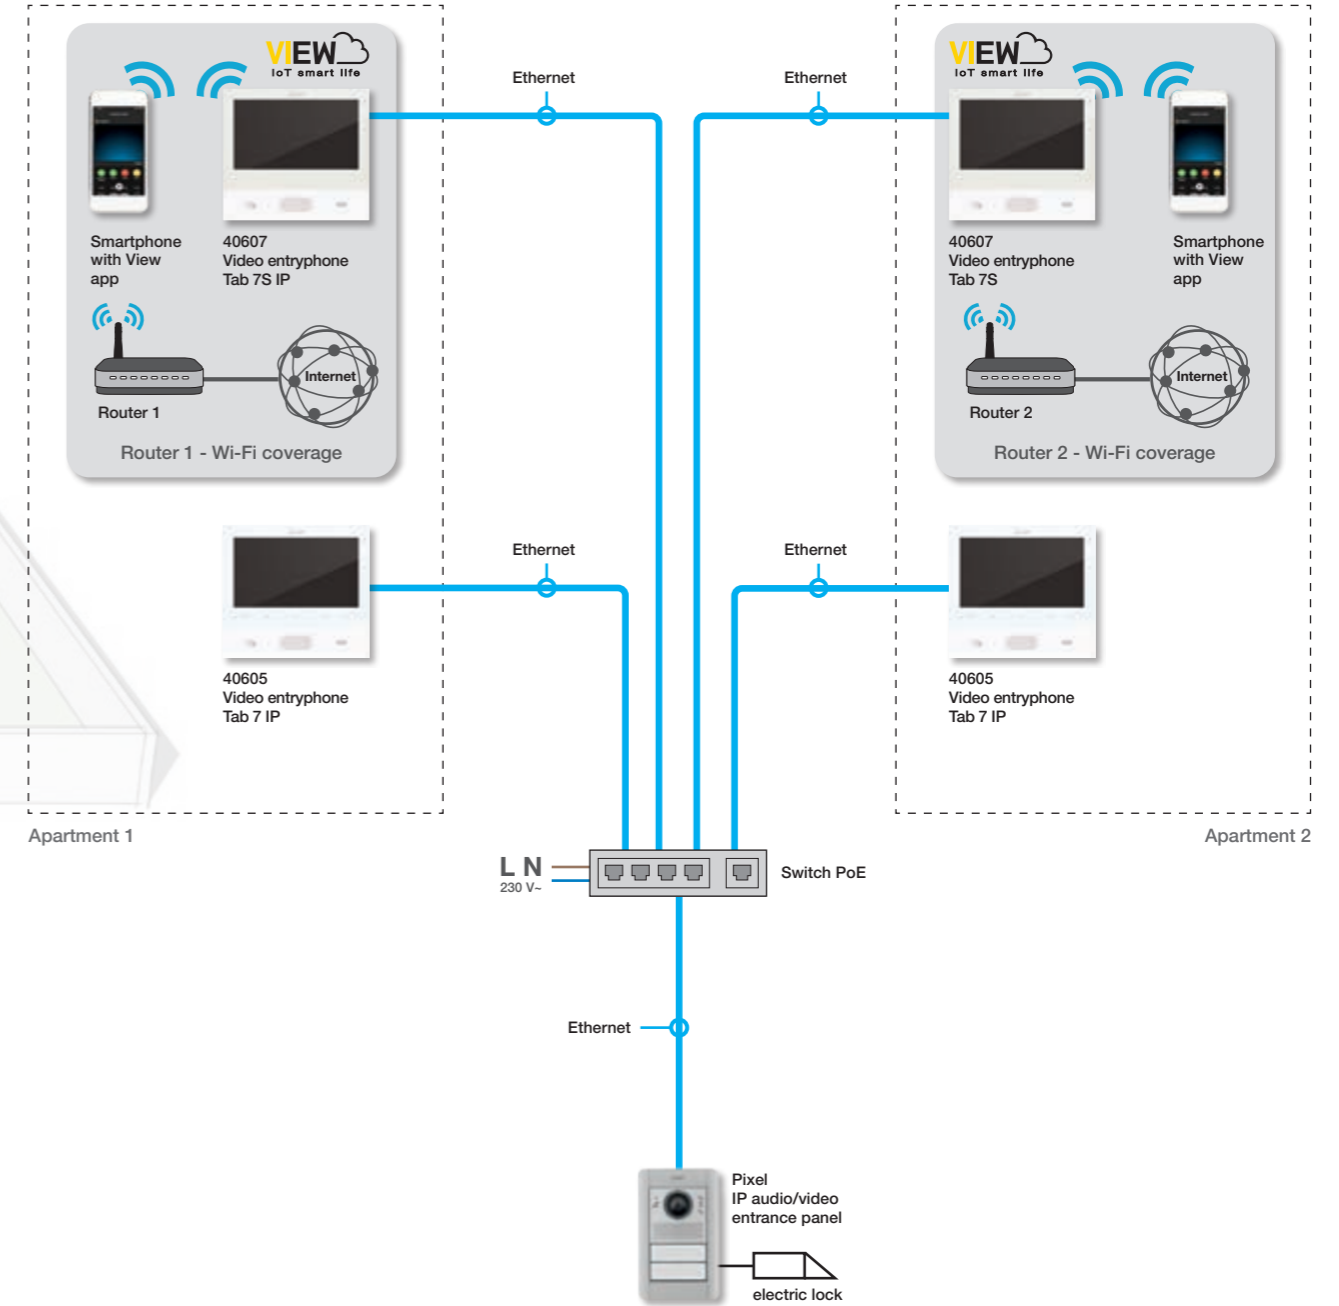 VIEW
IoT smart life
Smartphone
with View
app
40607
Video entryphone
Tab 7S IP
Router 1
Internet
Router 1 - Wi-Fi coverage
Ethernet
Ethernet
VIEW
IoT smart life
40607
Video entryphone
Tab 7S
Smartphone
with View
app
Router 2
Internet
Router 2 - Wi-Fi coverage
40605
Video entryphone
Tab 7 IP
Ethernet
Ethernet
40605
Video entryphone
Tab 7 IP
Apartment 1
Apartment 2
L N
230 V~
Switch PoE
Ethernet
Pixel
IP audio/video
entrance panel
electric lock